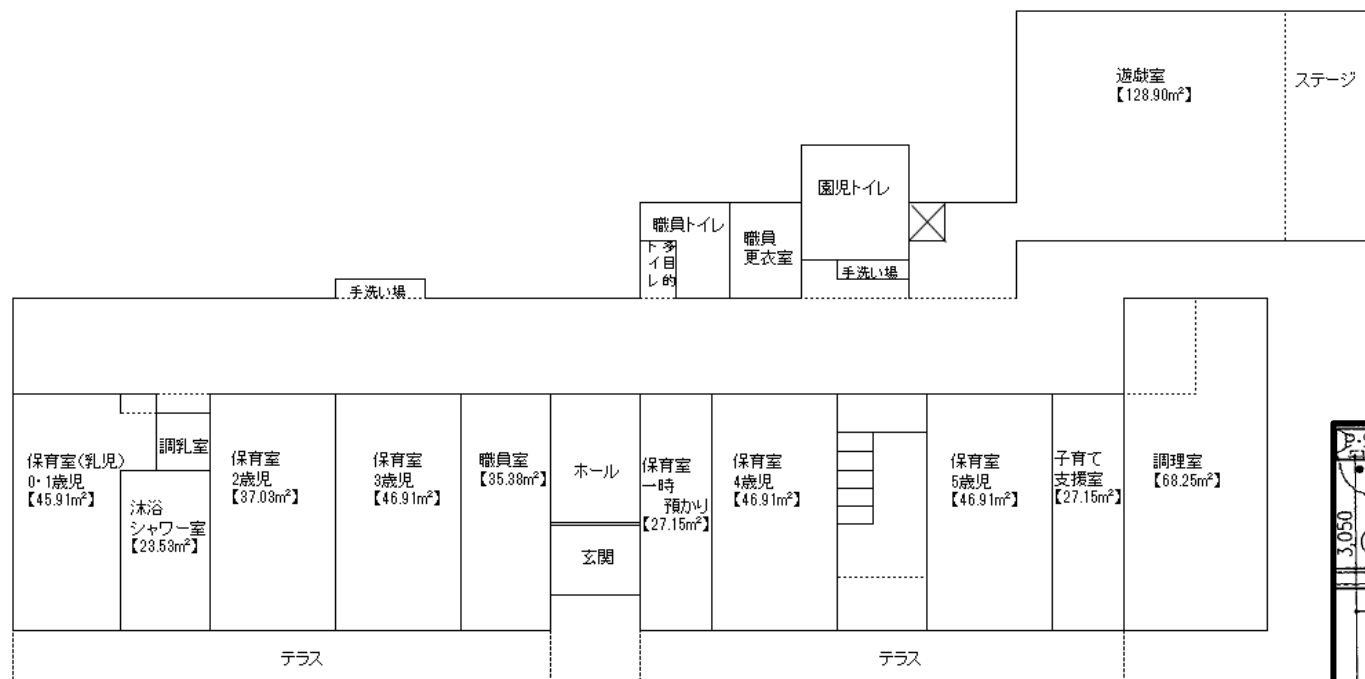 遊戯室
【128.90㎡】
ステージ
園児トイレ
職員トイレ
職員
更衣室
多目的
トイレ
手洗い場
手洗い場
保育室(乳児)
0・1歳児
【45.91㎡】
調乳室
沐浴
シャワー室
【23.53㎡】
保育室
2歳児
【37.03㎡】
保育室
3歳児
【46.91㎡】
職員室
【35.38㎡】
ホール
玄関
保育室
一時
預かり
【27.15㎡】
保育室
4歳児
【46.91㎡】
保育室
5歳児
【46.91㎡】
子育て
支援室
【27.15㎡】
調理室
【68.25㎡】
3,050
テラス
テラス